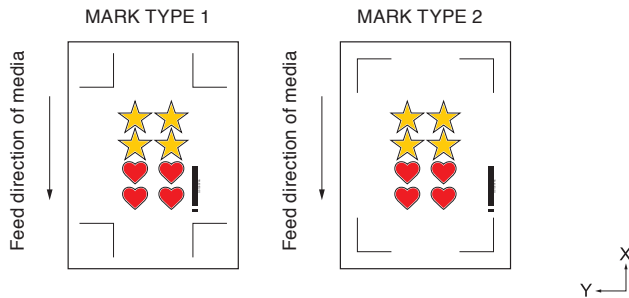 MARK TYPE 1
MARK TYPE 2
Feed direction of media
Feed direction of media
X
Y